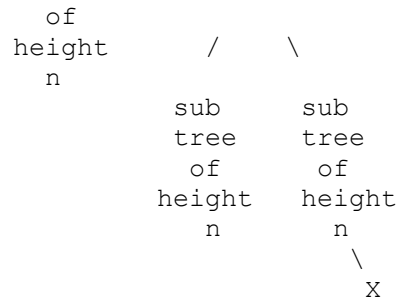 of
height / \
n
sub sub
tree tree
of of
height height
n n
\
X